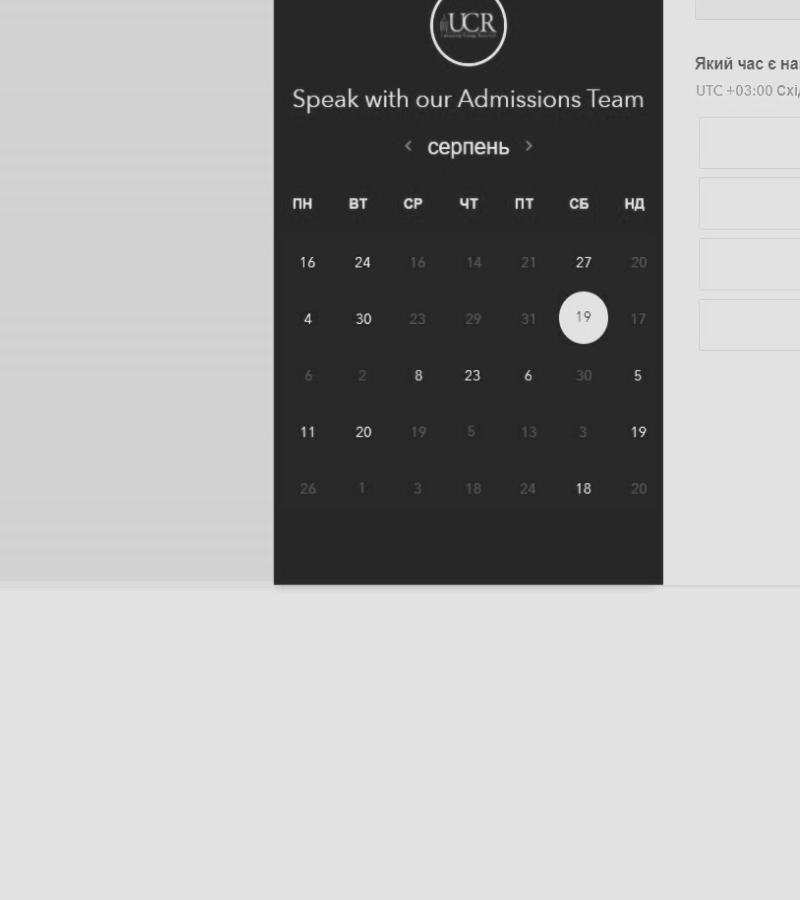 UCR
Speak with our Admissions Team
серпень
ПН ВТ СР ЧТ ПТ СБ НД
16 24 16 14 21 27 20
4 30 23 29 31 19 17
6 2 8 23 6 30 5
11 20 19 5 13 3 19
26 1 3 18 24 18 20
Який час є на
UTC +03:00 Схі